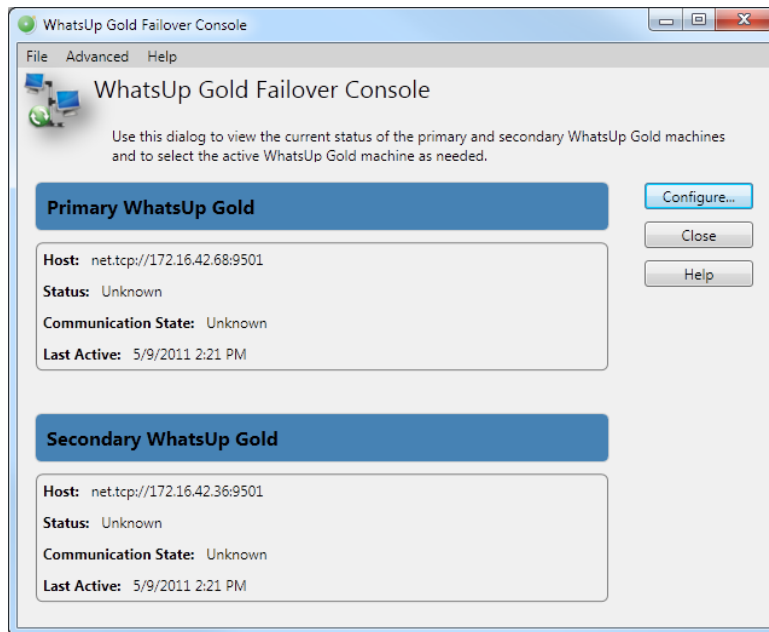 WhatsUp Gold Failover Console
File Advanced Help
WhatsUp Gold Failover Console
Use this dialog to view the current status of the primary and secondary WhatsUp Gold machines
and to select the active WhatsUp Gold machine as needed.
Primary WhatsUp Gold
Configure...
Close
Help
Host: net.tcp://172.16.42.68:9501
Status: Unknown
Communication State: Unknown
Last Active: 5/9/2011 2:21 PM
Secondary WhatsUp Gold
Host: net.tcp://172.16.42.36:9501
Status: Unknown
Communication State: Unknown
Last Active: 5/9/2011 2:21 PM